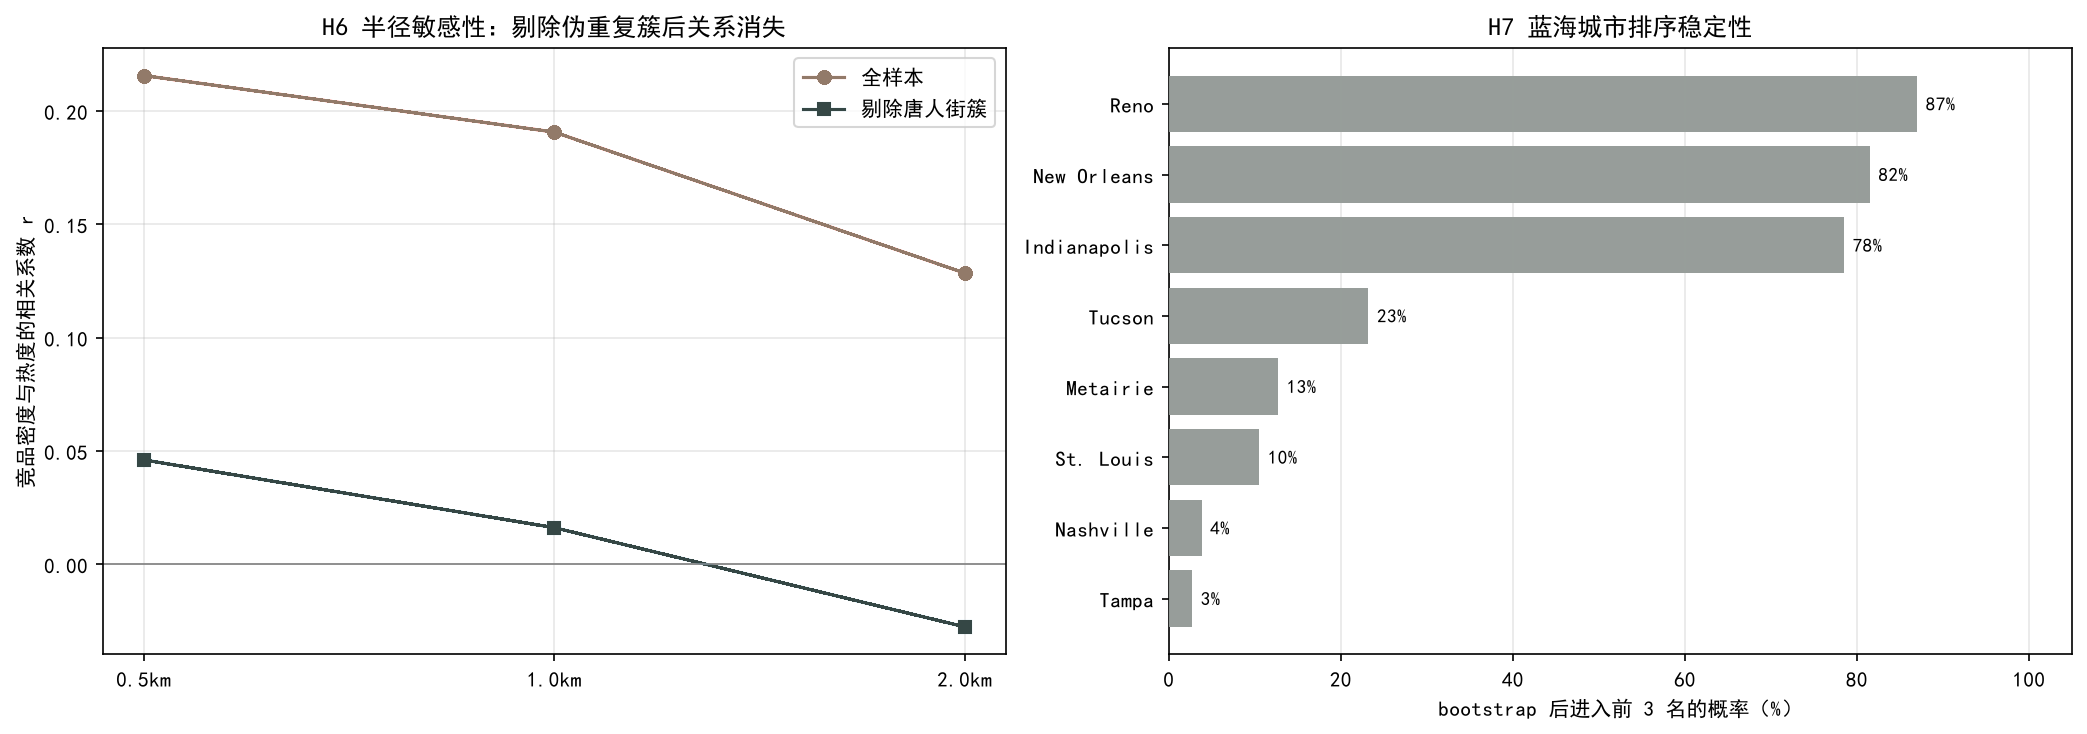 H6 半径敏感性：剔除伪重复簇后关系消失
全样本
剔除唐人街簇
竞品密度与热度的相关系数 r
0.20
0.15
0.10
0.05
0.00
0.5km
1.0km
2.0km
H7 蓝海城市排序稳定性
Reno
87%
New Orleans
82%
Indianapolis
78%
Tucson
23%
Metairie
13%
St. Louis
10%
Nashville
4%
Tampa
3%
0
20
40
60
80
100
bootstrap 后进入前 3 名的概率（%）